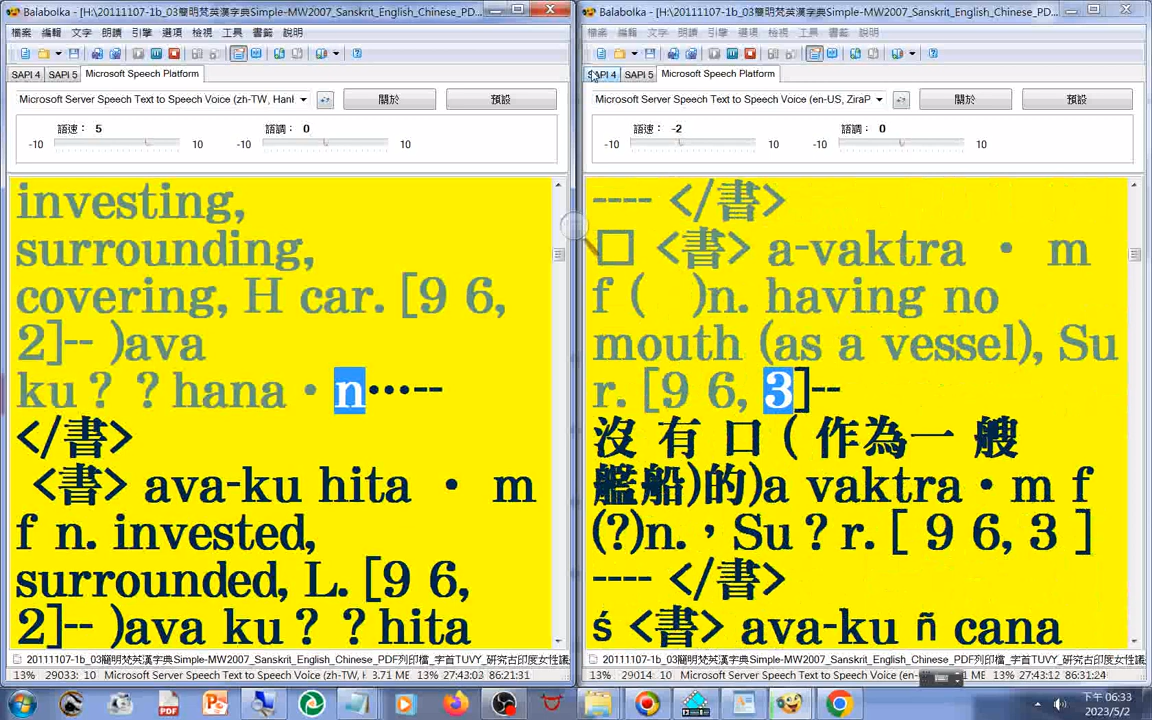 Balabolka - [H:\20111107-1b_03簡明梵英漢字典Simple-MW2007_Sanskrit_English_Chinese_PD...
檔案 編輯 文字 朗讀 引擎 選項 檢視 工具 書籤 說明
SAPI 4 SAPI 5 Microsoft Speech Platform
Microsoft Server Speech Text to Speech Voice (zh-TW, Hanl
關於 預設
語速： 5 語調： 0
-10 10 -10 10
investing,
surrounding,
covering, H car. [9 6,
2]-- )ava
ku？？hana・n…--
</書>
<書> ava-ku hita ・ m
f n. invested,
surrounded, L. [9 6,
2]-- )ava ku？？hita
20111107-1b_03簡明梵英漢字典Simple-MW2007_Sanskrit_English_Chinese_PDF列印檔_字首TUVY_研究古印度女性議
13% 29033: 10 Microsoft Server Speech Text to Speech Voice (zh-TW, H 3.71 MB 13% 27:43:03 86:21:31
Balabolka - [H:\20111107-1b_03簡明梵英漢字典Simple-MW2007_Sanskrit_English_Chinese_PD...
檔案 編輯 文字 朗讀 引擎 選項 檢視 工具 書籤 說明
SAPI 4 SAPI 5 Microsoft Speech Platform
Microsoft Server Speech Text to Speech Voice (en-US, ZiraP
關於 預設
語速： -2 語調： 0
-10 10 -10 10
---- </書>
□ <書> a-vaktra ・ m
f ( )n. having no
mouth (as a vessel), Su
r. [9 6, 3]--
沒 有 口 ( 作為一 艘
艦船)的)a vaktra・m f
(?)n.，Su？r. [ 9 6, 3 ]
---- </書>
ś <書> ava-ku ñ cana
20111107-1b_03簡明梵英漢字典Simple-MW2007_Sanskrit_English_Chinese_PDF列印檔_字首TUVY_研究古印度女性議
13% 29014: 10 Microsoft Server Speech Text to Speech Voice (en-US, ME 13% 27:43:12 86:31:24
下午 06:33
2023/5/2